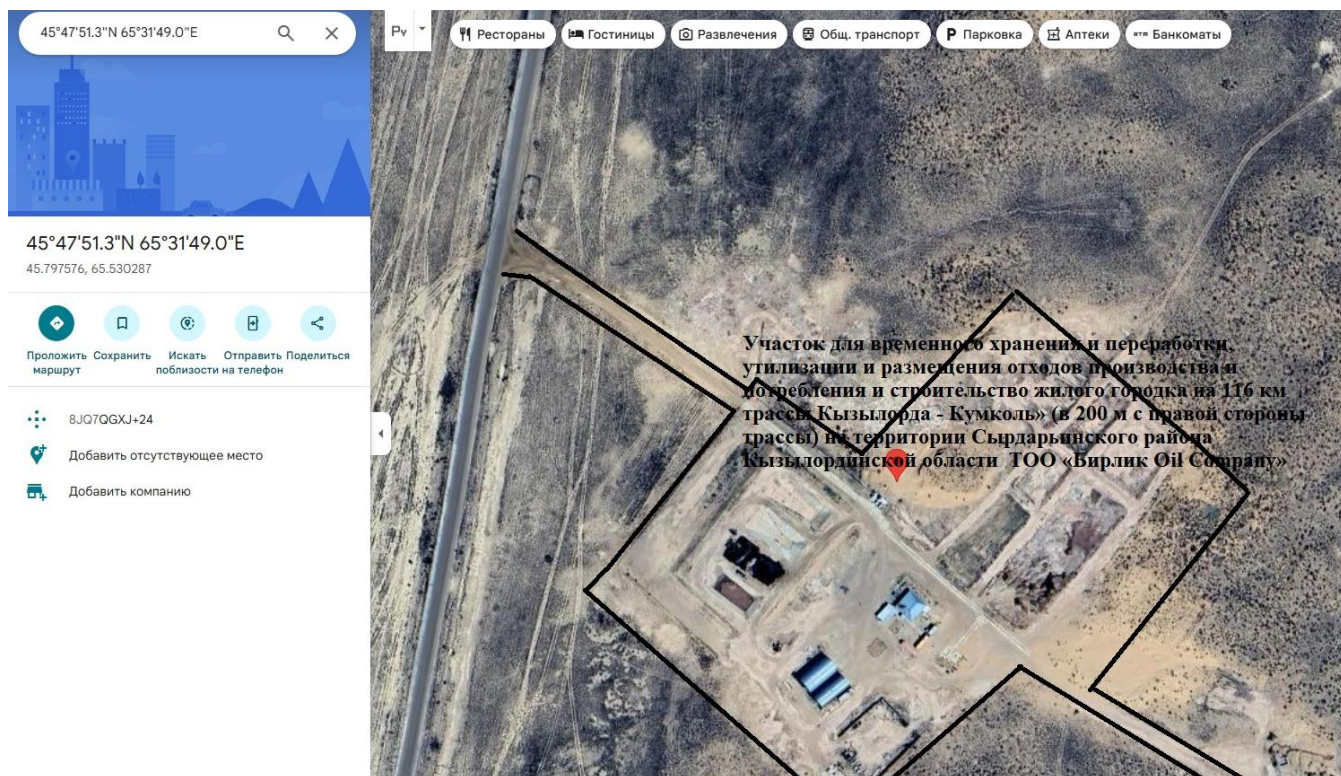 45°47'51.3"N 65°31'49.0"E
Рестораны
Гостиницы
Развлечения
Общ. транспорт
Парковка
Аптеки
Банкоматы
45°47'51.3"N 65°31'49.0"E
45.797576, 65.530287
Проложить маршрут
Сохранить
Искать поблизости
Отправить на телефон
Поделиться
8JQ7QGXJ+24
Добавить отсутствующее место
Добавить компанию
Участок для временного хранения и переработки,
утилизации и размещения отходов производства и
потребления и строительство жилого городка на 116 км
трассы Кызылорда - Кумколь» (в 200 м с правой стороны
трассы) на территории Сырдарьинского района
Кызылординской области ТОО «Бирлик Oil Company»